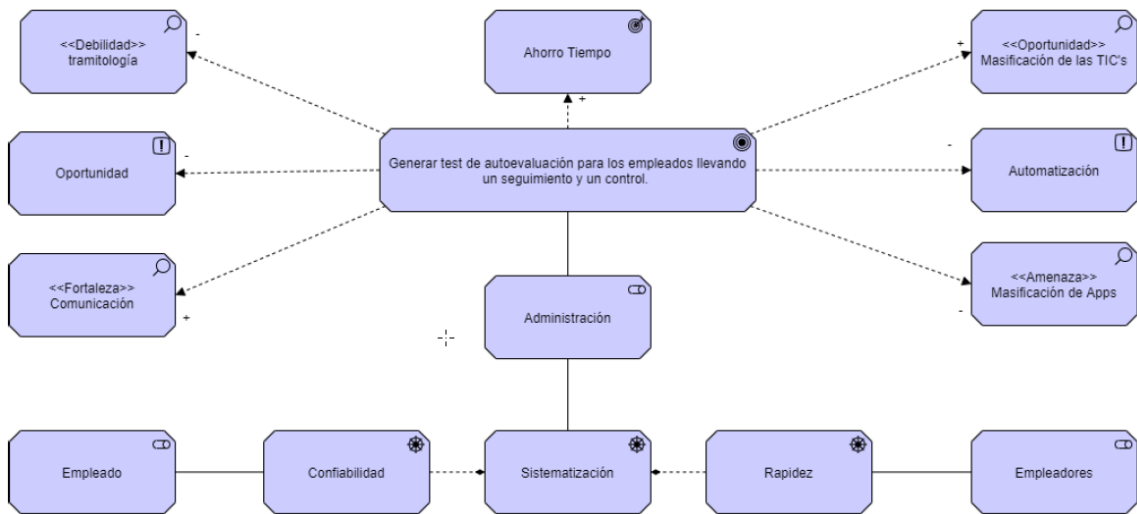 <<Debilidad>>
tramitología
-
Ahorro Tiempo
+
+
<<Oportunidad>>
Masificación de las TIC's
Oportunidad
-
Generar test de autoevaluación para los empleados llevando
un seguimiento y un control.
-
Automatización
<<Fortaleza>>
Comunicación
+
<<Amenaza>>
Masificación de Apps
-
Administración
Empleado
Confiabilidad
Sistematización
Rapidez
Empleadores